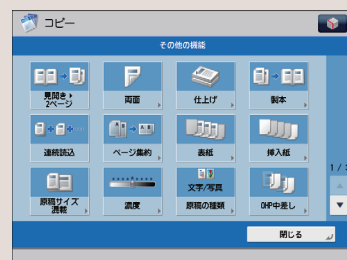 コピー
その他の機能
見開き▶
2ページ
両面
仕上げ
製本
連続読込
ページ集約
表紙
挿入紙
原稿サイズ
混載
濃度
文字/写真
原稿の種類
OHP中差し
1/3
閉じる